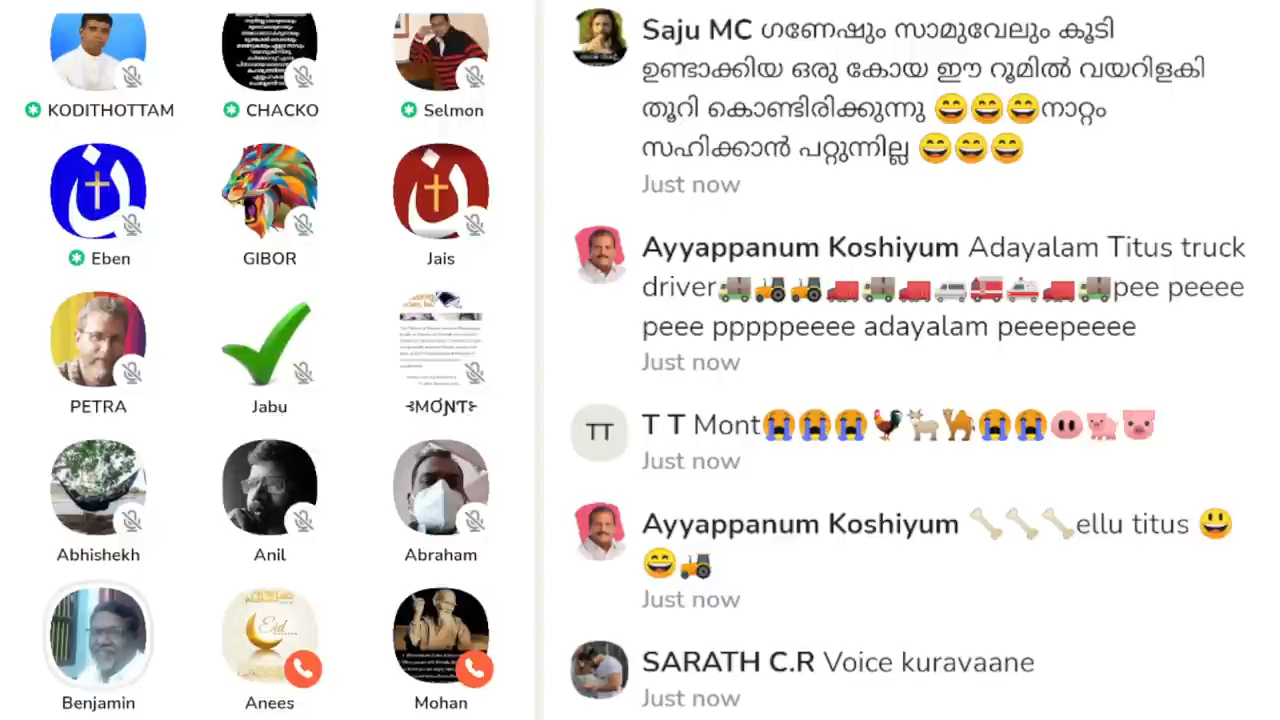 KODITHOTTAM
CHACKO
Selmon
Eben
GIBOR
Jais
PETRA
Jabu
⊰MƠƝT⊱
Abhishekh
Anil
Abraham
Eid
Benjamin
Anees
Mohan
Saju MC ഗണേഷും സാമുവേലും കൂടി
ഉണ്ടാക്കിയ ഒരു കോയ ഈ റൂമിൽ വയറിളകി
തൂറി കൊണ്ടിരിക്കുന്നു 😄😄😄നാറ്റം
സഹിക്കാൻ പറ്റുന്നില്ല 😄😄😄
Just now
Ayyappanum Koshiyum Adayalam Titus truck
driver🚚🚜🚜🚛🚚🚛🚐🚒🚑🚛🚚pee peeee
peee pppppeeee adayalam peeepeeee
Just now
TT
T T Mont😭😭😭🐓🐐🐪😭😭🐽🐖🐷
Just now
Ayyappanum Koshiyum 🦴🦴🦴ellu titus 😃
😄🚜
Just now
SARATH C.R Voice kuravaane
Just now